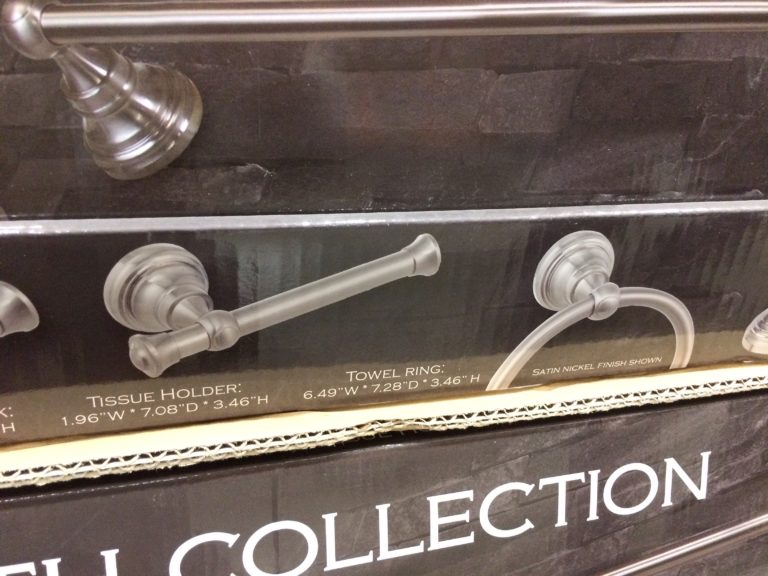 TISSUE HOLDER:
1.96"W * 7.08"D * 3.46"H
TOWEL RING:
6.49"W * 7.28"D * 3.46"H
SATIN NICKEL FINISH SHOWN
K:
H
COLLECTION